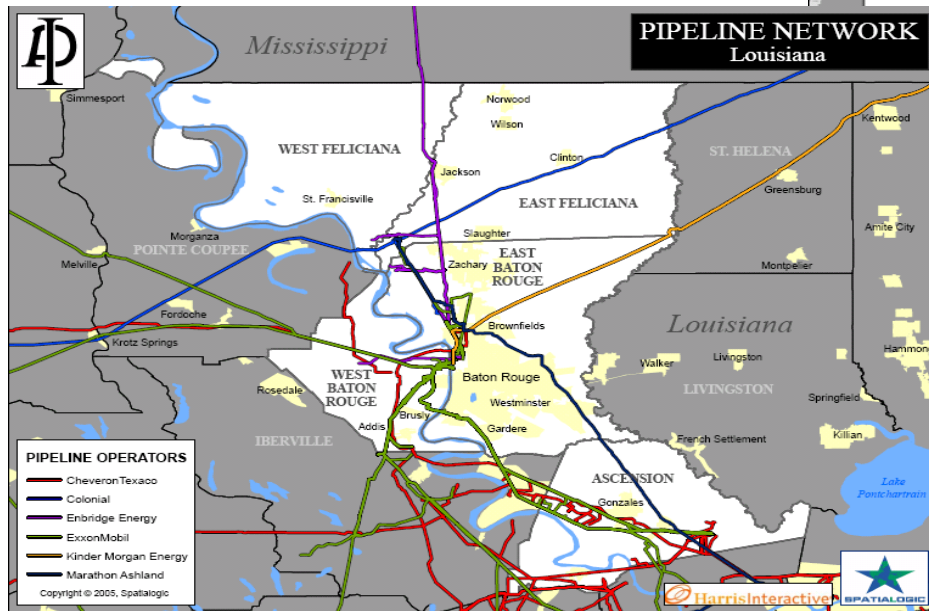 API
PIPELINE NETWORK
Louisiana
Mississippi
Simmesport
Norwood
Wilson
Kentwood
WEST FELICIANA
Clinton
ST. HELENA
Jackson
Greensburg
St. Francisville
EAST FELICIANA
Morganza
POINTE COUPEE
Slaughter
Amite City
EAST
BATON
ROUGE
Melville
Zachary
Montpelier
Fordoche
Brownfields
Louisiana
Krotz Springs
Hammond
Walker
Livingston
WEST
BATON
ROUGE
Baton Rouge
LIVINGSTON
Rosedale
Springfield
Westminster
Brusly
Addis
Gardere
IBERVILLE
French Settlement
Killian
PIPELINE OPERATORS
CheveronTexaco
Colonial
Enbridge Energy
ExxonMobil
Kinder Morgan Energy
Marathon Ashland
Copyright © 2005, Spatialogic
ASCENSION
Gonzales
Lake
Pontchartrain
HarrisInteractive
SPATIALOGIC